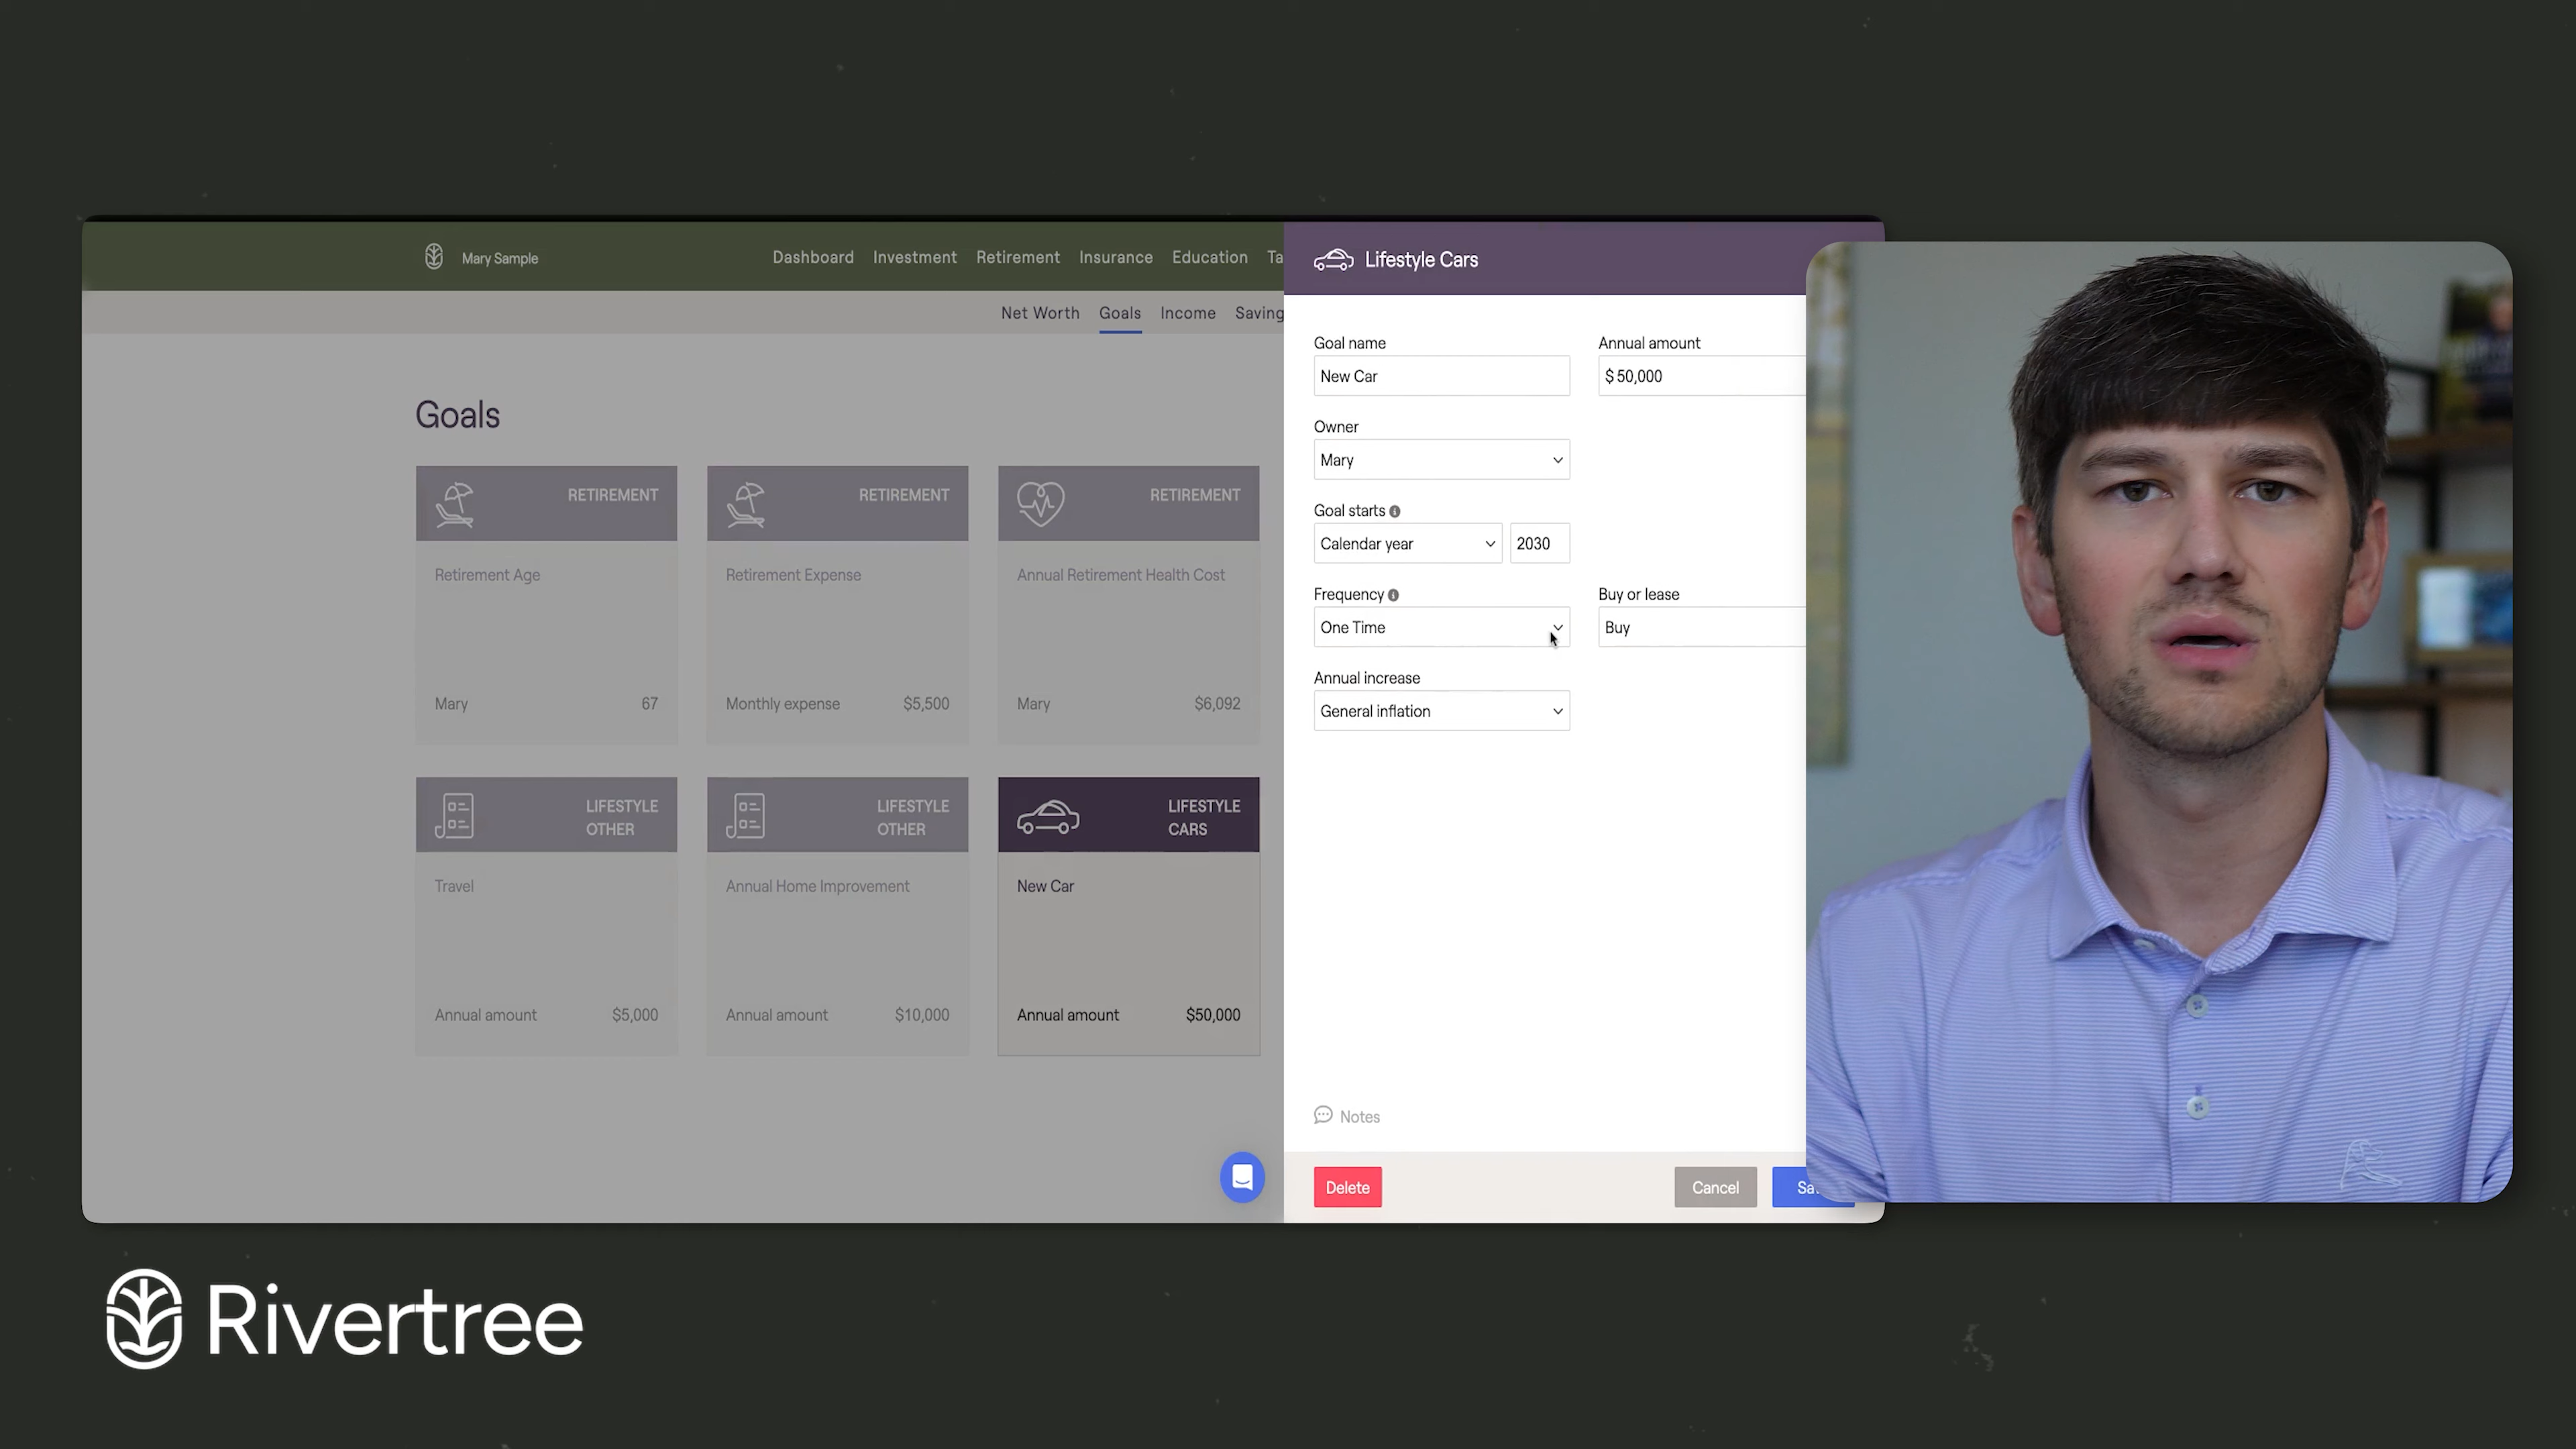 Mary Sample
Dashboard Investment Retirement Insurance Education Ta
Net Worth Goals Income Saving
Goals
RETIREMENT
Retirement Age
Mary 67
RETIREMENT
Retirement Expense
Monthly expense $5,500
RETIREMENT
Annual Retirement Health Cost
Mary $6,092
LIFESTYLE
OTHER
Travel
Annual amount $5,000
LIFESTYLE
OTHER
Annual Home Improvement
Annual amount $10,000
LIFESTYLE
CARS
New Car
Annual amount $50,000
Lifestyle Cars
Goal name Annual amount
New Car $ 50,000
Owner
Mary
Goal starts
Calendar year 2030
Frequency Buy or lease
One Time Buy
Annual increase
General inflation
Notes
Delete Cancel Sa
Rivertree